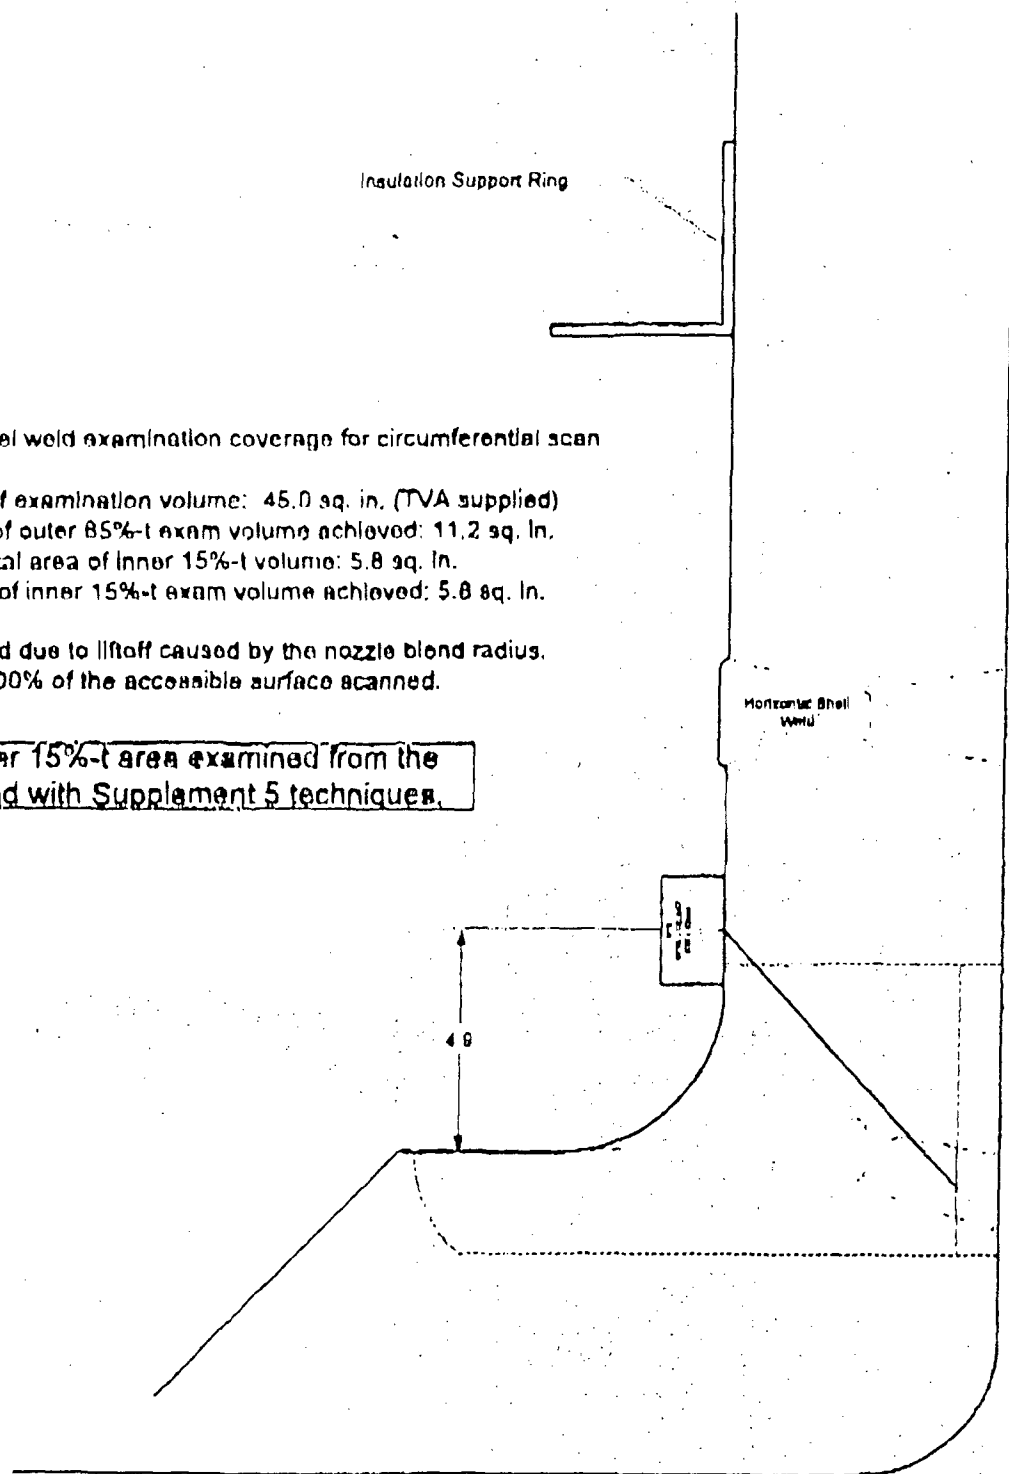 Insulation Support Ring
el weld examination coverage for circumferential scan
f examination volume: 45.0 sq. in. (TVA supplied)
of outer 85%-t exam volume achieved: 11.2 sq. in.
tal area of inner 15%-t volume: 5.8 sq. in.
of inner 15%-t exam volume achieved: 5.8 sq. in.
d due to liftoff caused by the nozzle blend radius.
00% of the accessible surface scanned.
Horizontal Shell
Weld
er 15%-t area examined from the
d with Supplement 5 techniques.
4.9